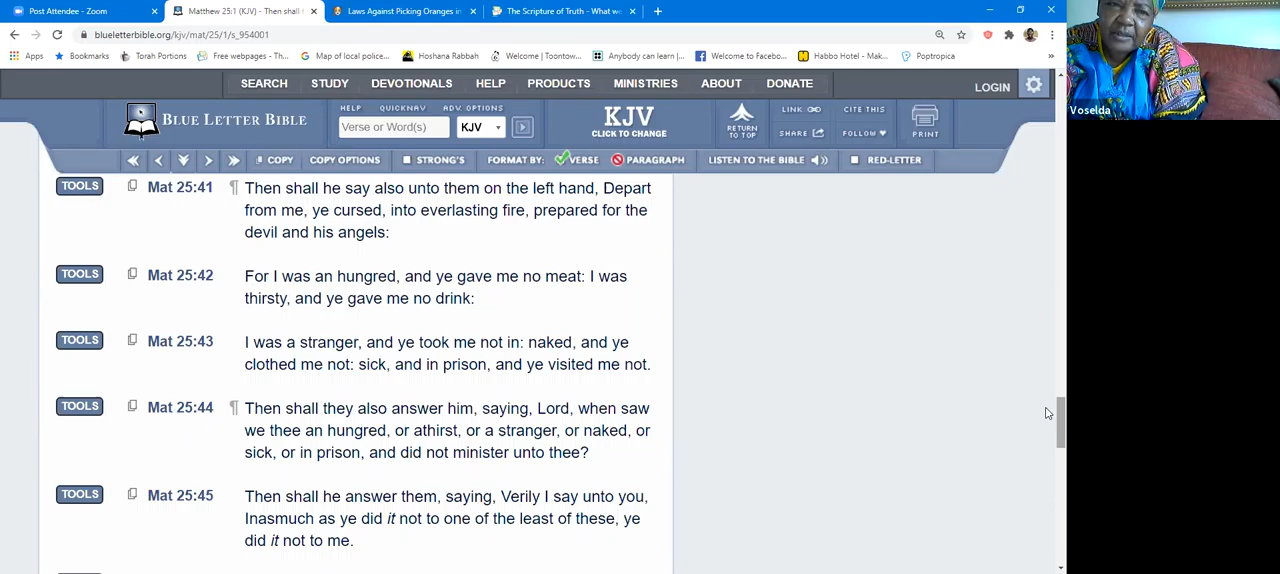 Post Attendee - Zoom
Matthew 25:1 (KJV) - Then shall t
Laws Against Picking Oranges in
The Scripture of Truth - What we
blueletterbible.org/kjv/mat/25/1/s_954001
Apps
Bookmarks
Torah Portions
Free webpages - Th...
Map of local police...
Hoshana Rabbah
Welcome | Toontow...
Anybody can learn |...
Welcome to Faceb o...
Habbo Hotel - Mak...
Poptropica
SEARCH
STUDY
DEVOTIONALS
HELP
PRODUCTS
MINISTRIES
ABOUT
DONATE
LOGIN
BLUE LETTER BIBLE
HELP
QUICKNAV
ADV. OPTIONS
Verse or Word(s)
KJV
KJV
CLICK TO CHANGE
RETURN
TO TOP
LINK
CITE THIS
SHARE
FOLLOW
PRINT
COPY
COPY OPTIONS
STRONG'S
FORMAT BY:
VERSE
PARAGRAPH
LISTEN TO THE BIBLE
RED-LETTER
TOOLS
Mat 25:41
¶ Then shall he say also unto them on the left hand, Depart
from me, ye cursed, into everlasting fire, prepared for the
devil and his angels:
TOOLS
Mat 25:42
For I was an hungred, and ye gave me no meat: I was
thirsty, and ye gave me no drink:
TOOLS
Mat 25:43
I was a stranger, and ye took me not in: naked, and ye
clothed me not: sick, and in prison, and ye visited me not.
TOOLS
Mat 25:44
¶ Then shall they also answer him, saying, Lord, when saw
we thee an hungred, or athirst, or a stranger, or naked, or
sick, or in prison, and did not minister unto thee?
TOOLS
Mat 25:45
Then shall he answer them, saying, Verily I say unto you,
Inasmuch as ye did it not to one of the least of these, ye
did it not to me.
Voselda